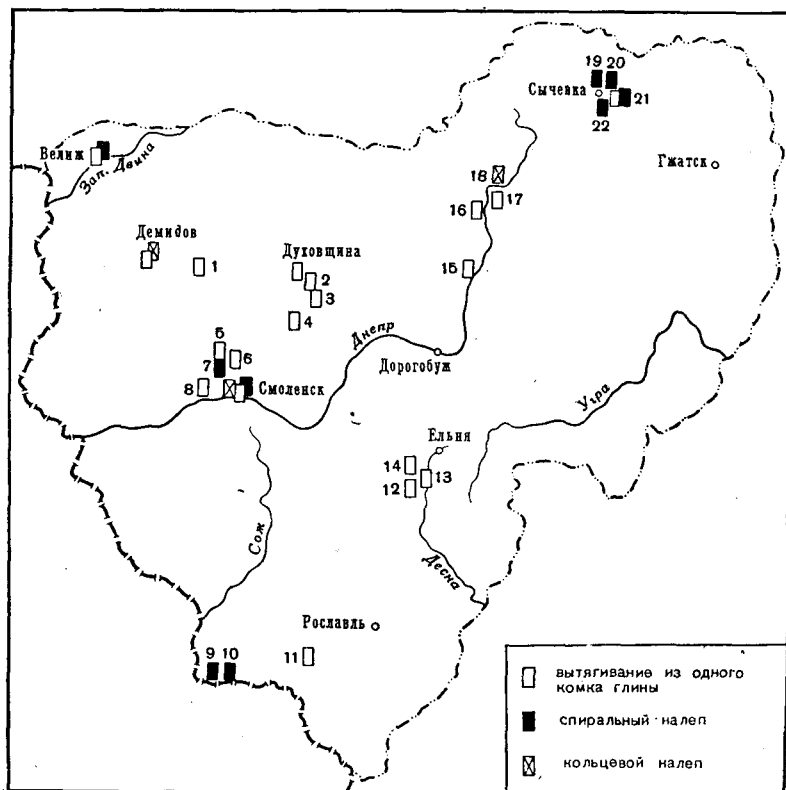 19 20
Сычевка
21
22
Велиж
Зап. Двина
Гжатск
18
17
16
Демидов
1
Духовщина
2
3
15
4
5
Днепр
6
7
Дорогобуж
8
Смоленск
Угра
Ельня
14
13
12
Сож
Десна
Рославль
9 10
11
вытягивание из одного
комка глины
спиральный налеп
кольцевой налеп